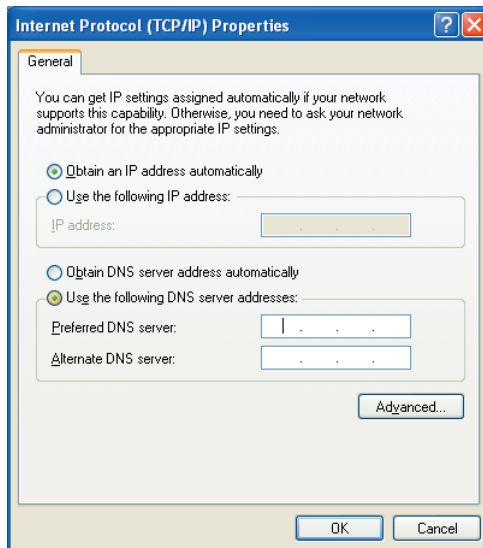 Internet Protocol (TCP/IP) Properties
?
General
You can get IP settings assigned automatically if your network
supports this capability. Otherwise, you need to ask your network
administrator for the appropriate IP settings.
Obtain an IP address automatically
Use the following IP address:
IP address:
Obtain DNS server address automatically
Use the following DNS server addresses:
Preferred DNS server:
Alternate DNS server:
Advanced...
OK Cancel